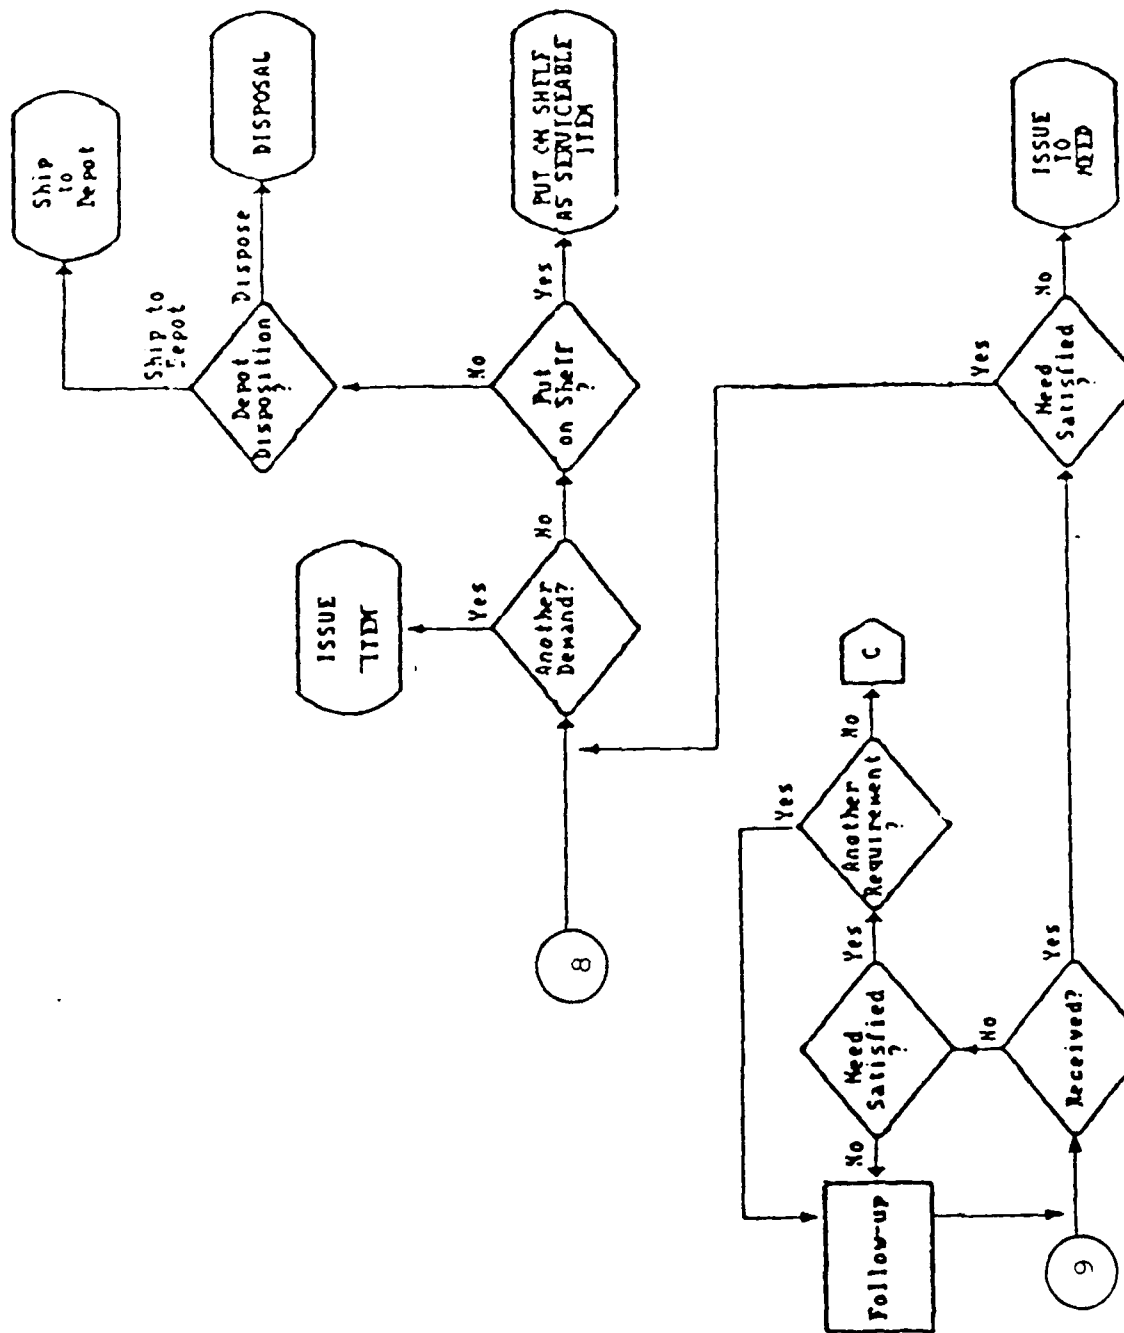 Ship
to
Depot
Ship to
Depot
Depot
Disposition
?
Dispose
DISPOSAL
ISSUE
ITEM
Yes
No
Yes
8
Another
Demand?
No
Put
on Shelf
?
PUT ON SHELF
AS SERVICEABLE
ITEM
Yes
Another
Requirement
?
No
C
Follow-up
No
Need
Satisfied
?
Yes
No
Yes
9
Received?
Yes
Need
Satisfied
?
No
ISSUE
TO
NEED